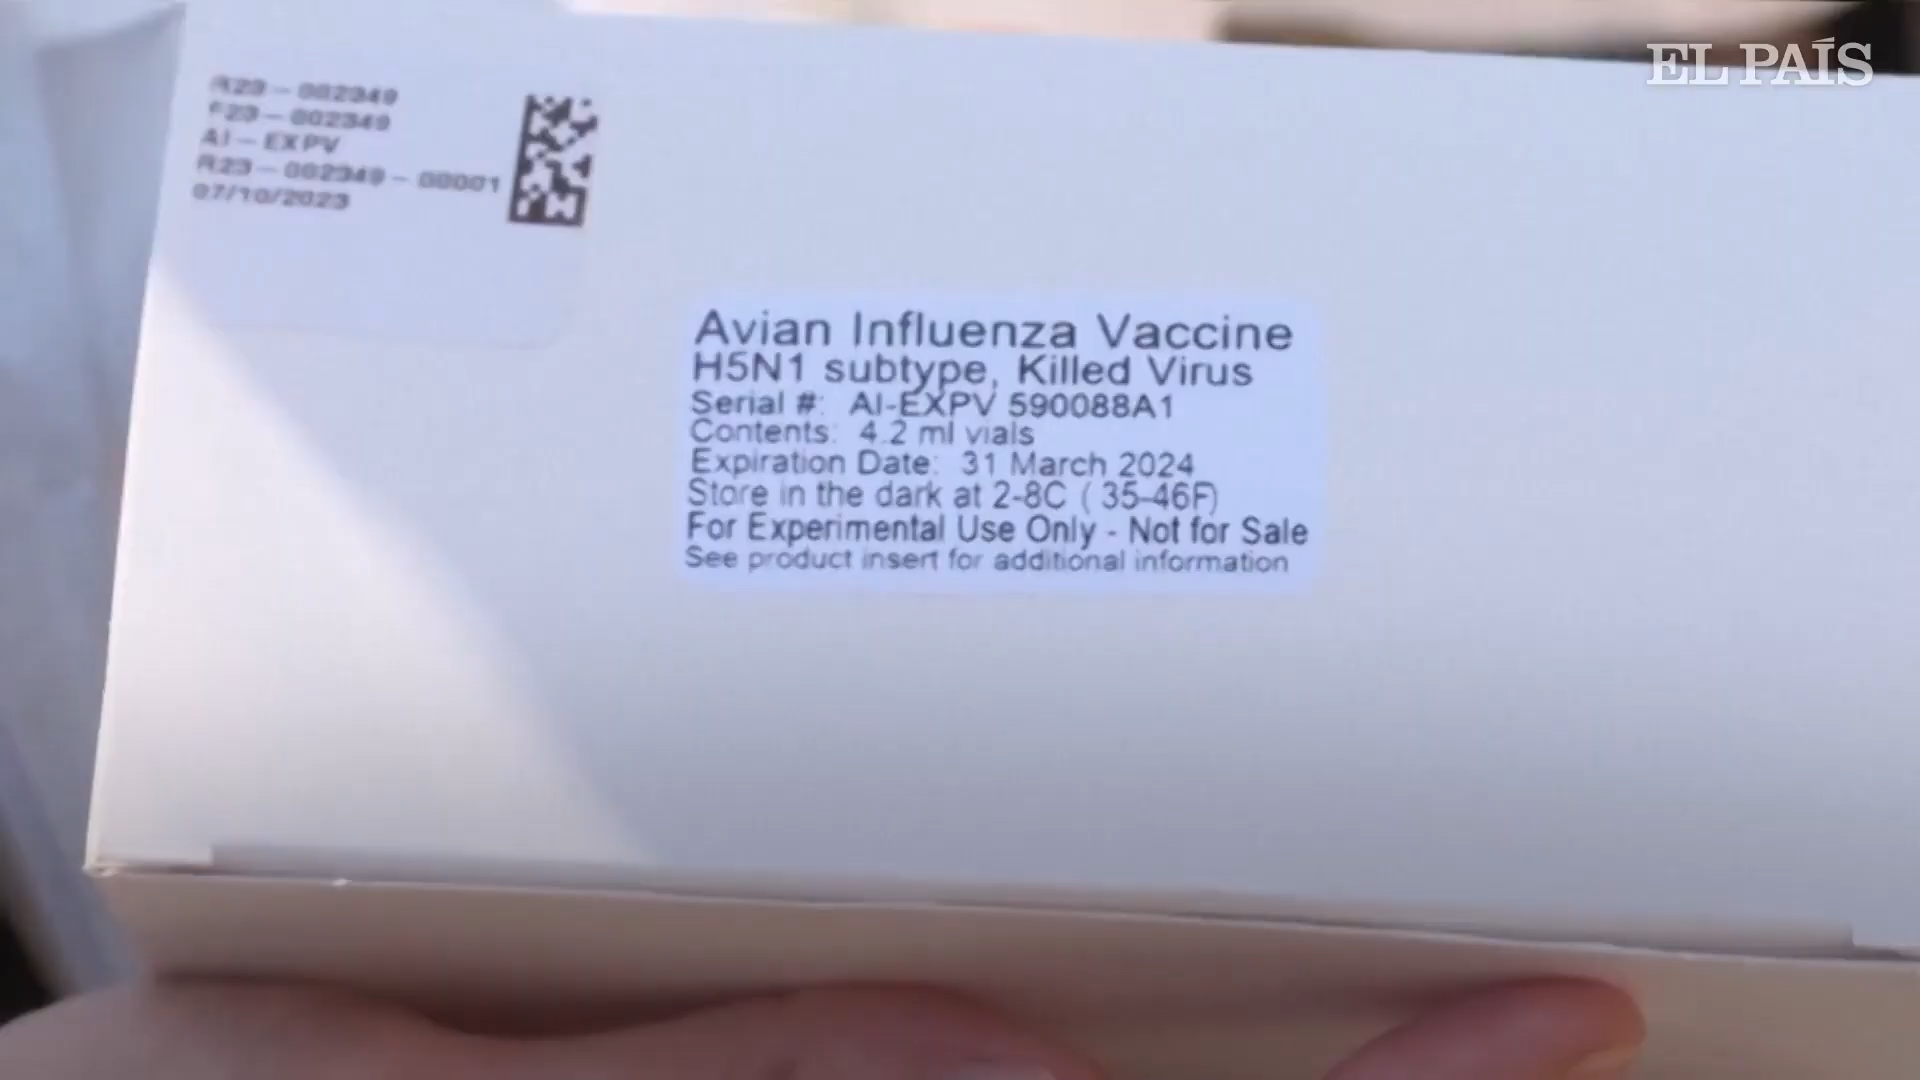 R23-002349
F23-002349
AI-EXPV
R23-002349-00001
07/10/2023
EL PAÍS
Avian Influenza Vaccine
H5N1 subtype, Killed Virus
Serial #: AI-EXPV 590088A1
Contents: 4.2 ml vials
Expiration Date: 31 March 2024
Store in the dark at 2-8C ( 35-46F)
For Experimental Use Only - Not for Sale
See product insert for additional information